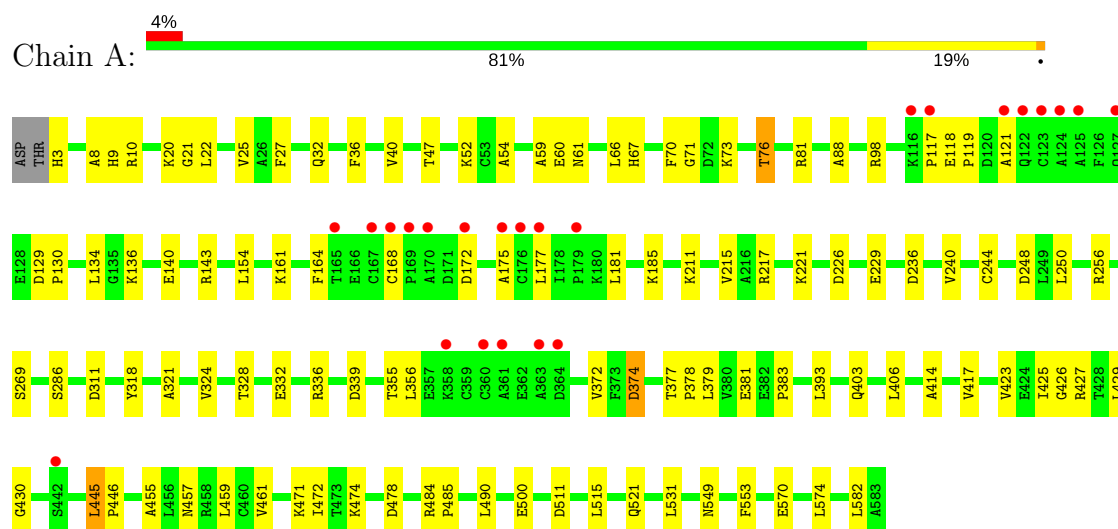 4%
Chain A:
81% 19% •
ASP THR H3 A8 H9 R10 K20 G21 L22 V25 A26 F27 Q32 F36 V40 T47 K52 C53 A54 A59 E60 N61 L66 H67 F70 G71 D72 K73 T76 R81 A88 R98 K116 P117 E118 P119 D120 A121 Q122 C123 A124 A125 F126
E128 D129 P130 L134 G135 K136 E140 R143 L154 K161 F164 T165 E166 C167 C168 P169 A170 D171 D172 A175 C176 L177 I178 P179 K180 L181 K185 K211 V215 A216 R217 K221 D226 E229 D236 V240 C244 D248 L249 L250 R256
S269 S286 D311 Y318 A321 V324 T328 E332 R336 D339 T355 L356 E357 K358 C359 C360 A361 E362 A363 D364 V372 F373 D374 T377 P378 L379 V380 E381 E382 P383 L393 Q403 L406 A414 V417 V423 E424 I425 G426 R427 T428 L429
G430 S442 L445 P446 A455 L456 N457 R458 L459 C460 V461 K471 I472 T473 K474 D478 R484 P485 L490 E500 D511 L515 Q521 L531 N549 F553 E570 L574 L582 A583